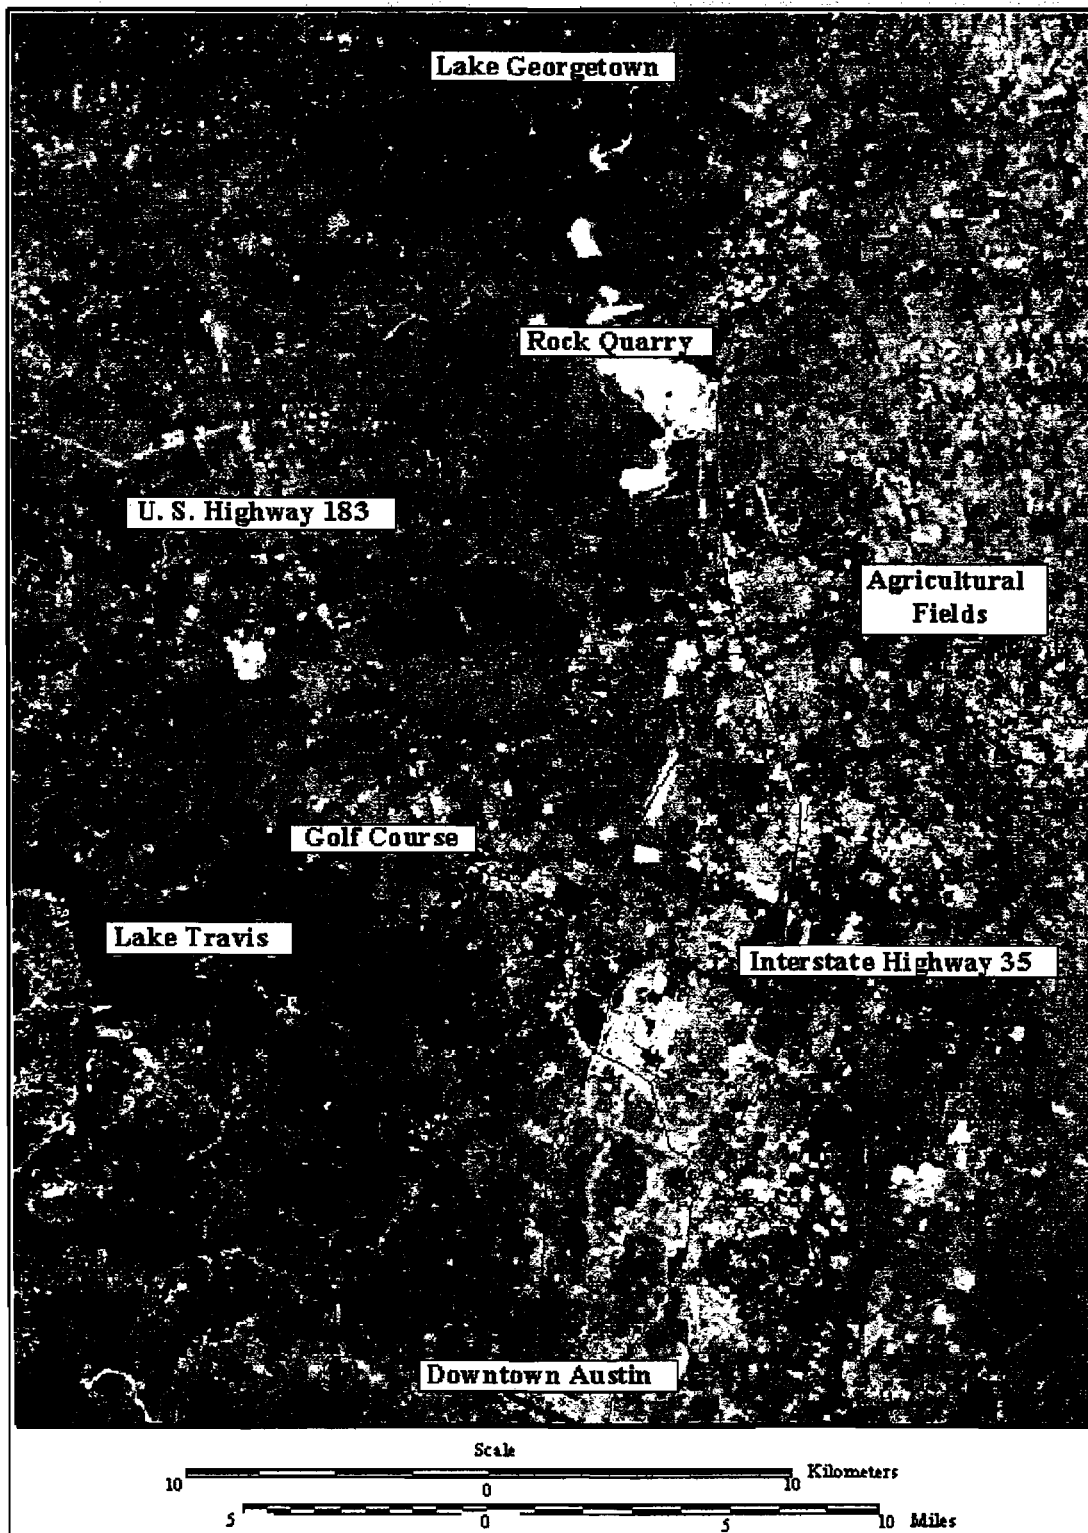 Lake Georgetown
Rock Quarry
U. S. Highway 183
Agricultural
Fields
Golf Course
Lake Travis
Interstate Highway 35
Downtown Austin
Scale
10 0 10 Kilometers
5 0 5 10 Miles